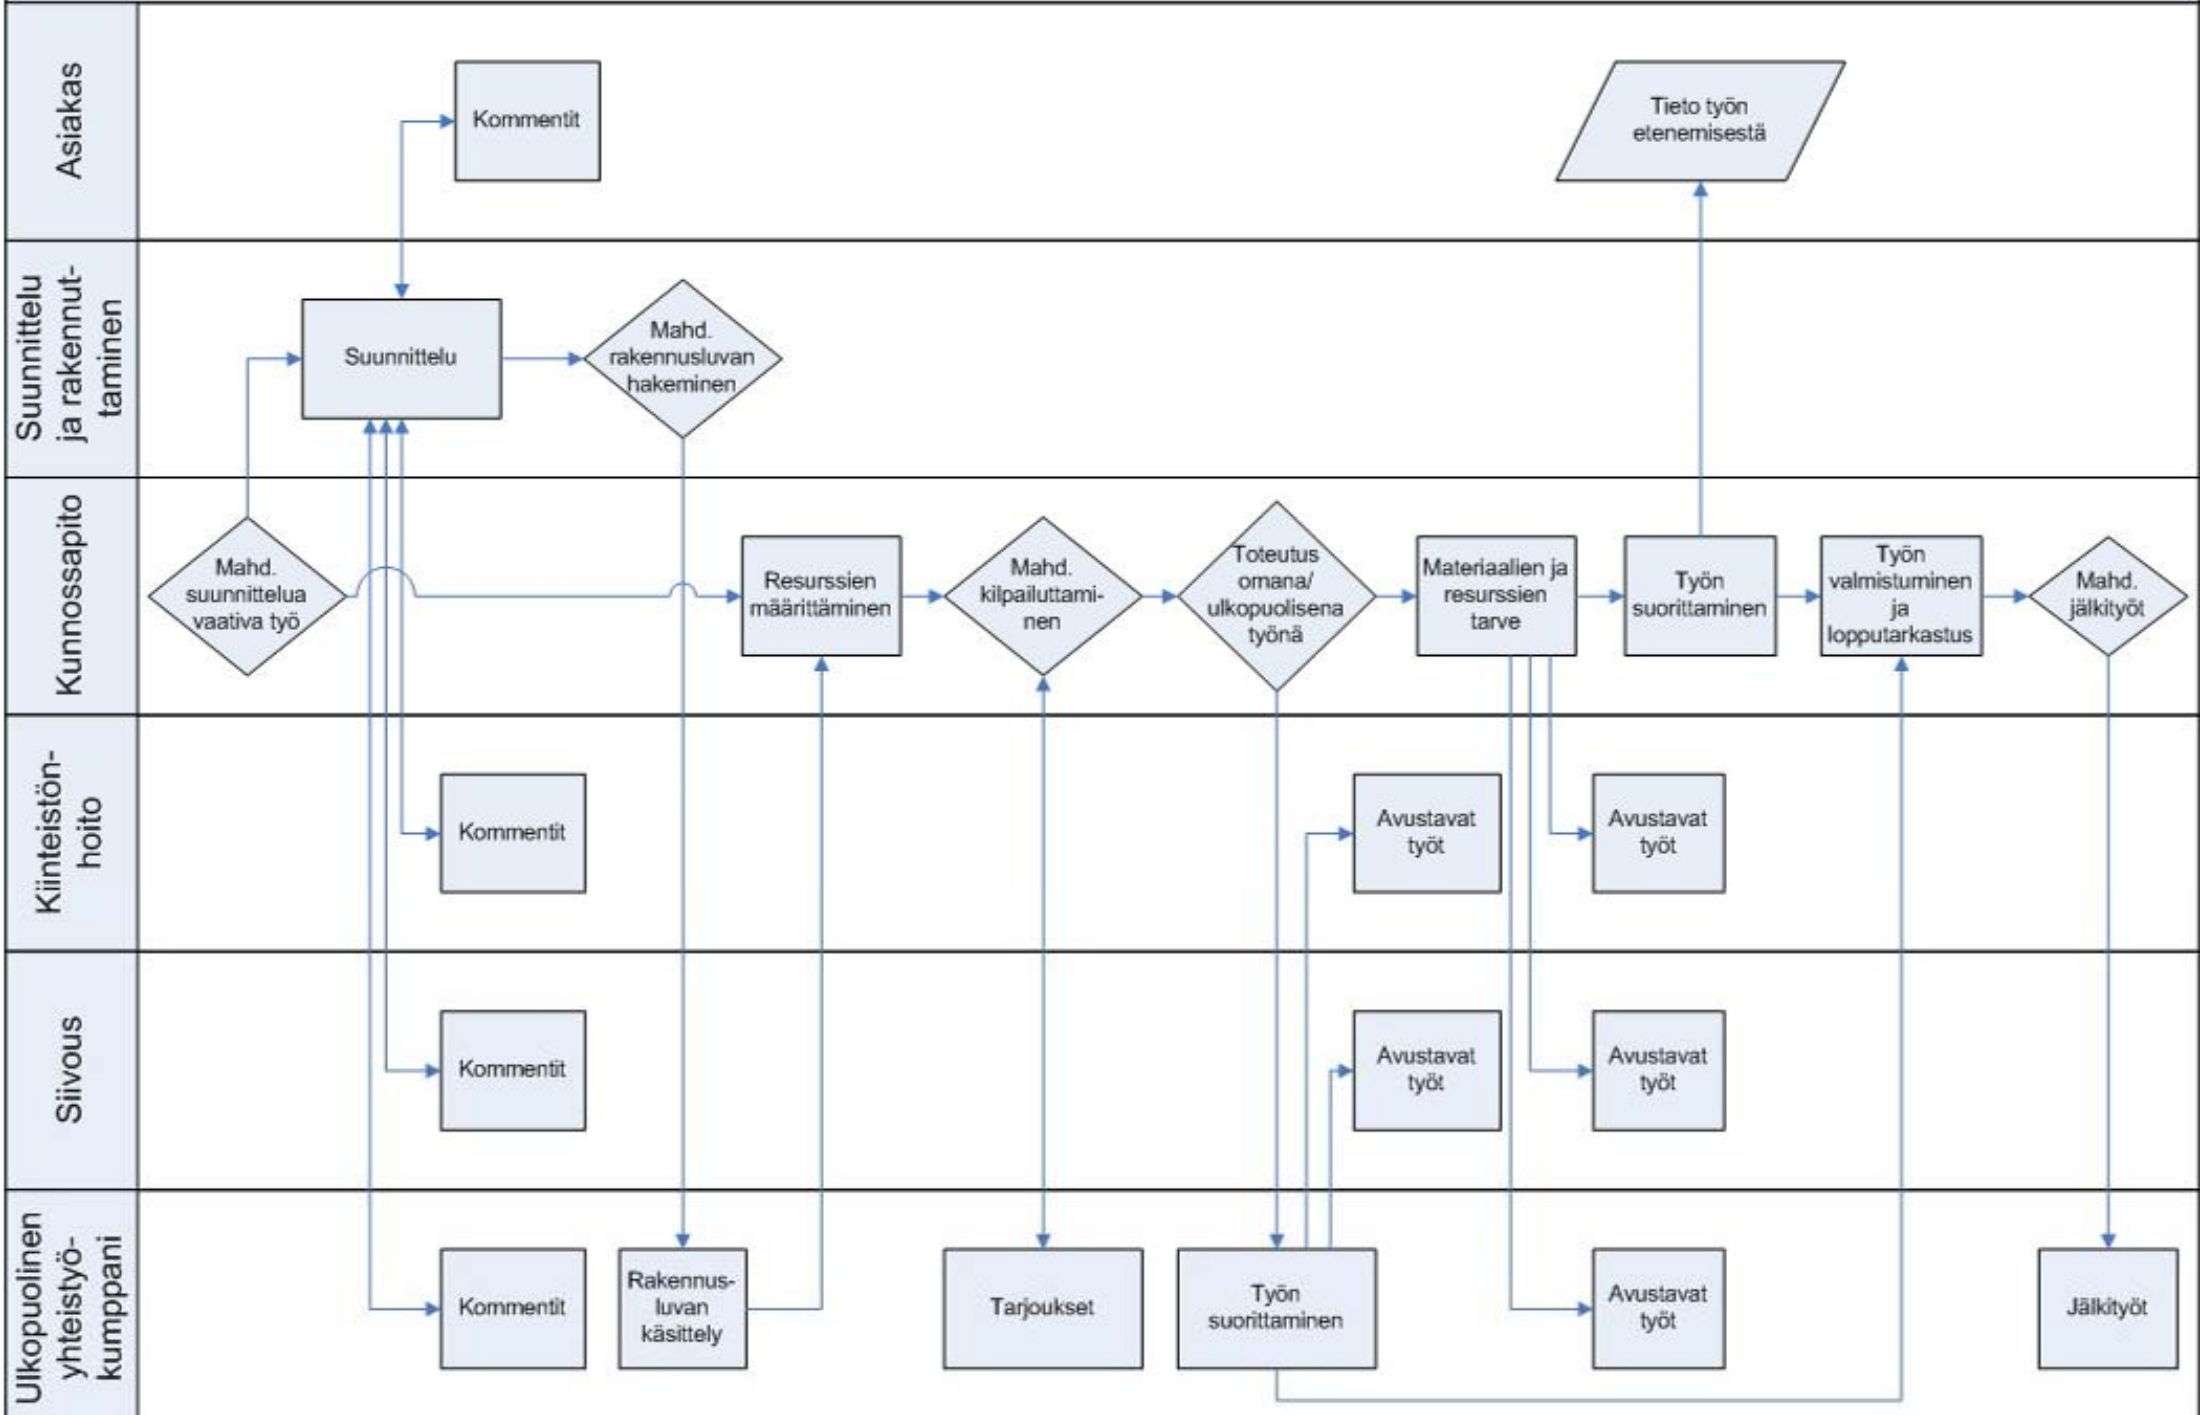 Asiakas
Kommentit
Tieto työn
etenemisestä
Suunnittelu
ja rakennut-
taminen
Suunnittelu
Mahd.
rakennusluvan
hakeminen
Kunnossapito
Mahd.
suunnittelua
vaativa työ
Resurssien
määrittäminen
Mahd.
kilpailuttami-
nen
Toteutus
omana/
ulkopuolisena
työnä
Materiaalien ja
resurssien
tarve
Työn
suorittaminen
Työn
valmistuminen
ja
lopputarkastus
Mahd.
jälkityöt
Kiinteistön-
hoito
Kommentit
Avustavat
työt
Avustavat
työt
Siivous
Kommentit
Avustavat
työt
Avustavat
työt
Ulkopuolinen
yhteistyö-
kumppani
Kommentit
Rakennus-
luvan
käsittely
Tarjoukset
Työn
suorittaminen
Avustavat
työt
Jälkityöt